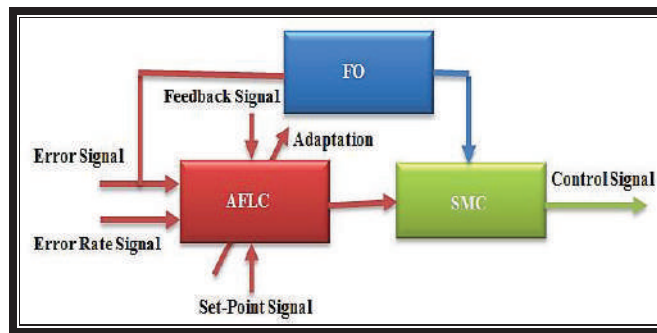 FO
Feedback Signal
Adaptation
Error Signal
AFLC
SMC
Control Signal
Error Rate Signal
Set-Point Signal